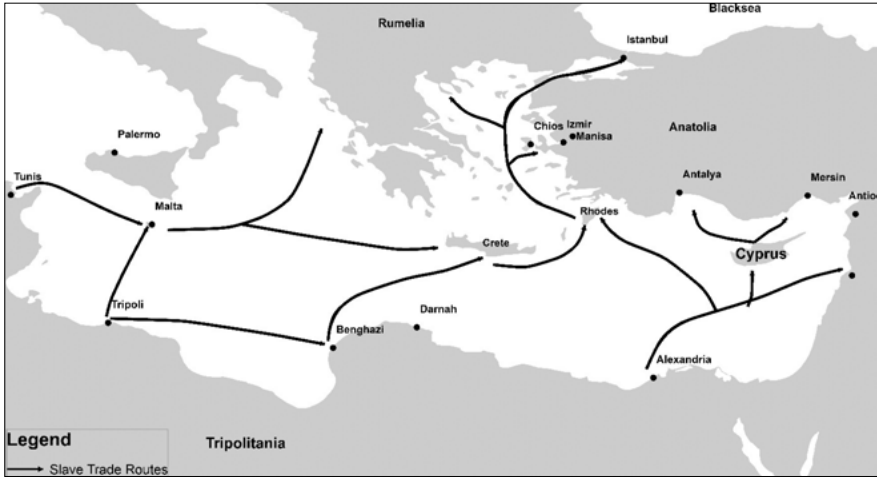 Blacksea
Rumelia
Istanbul
Chios
Izmir
Manisa
Anatolia
Palermo
Tunis
Malta
Antalya
Mersin
Antioc
Rhodes
Crete
Cyprus
Tripoli
Benghazi
Darnah
Alexandria
Legend
Tripolitania
Slave Trade Routes